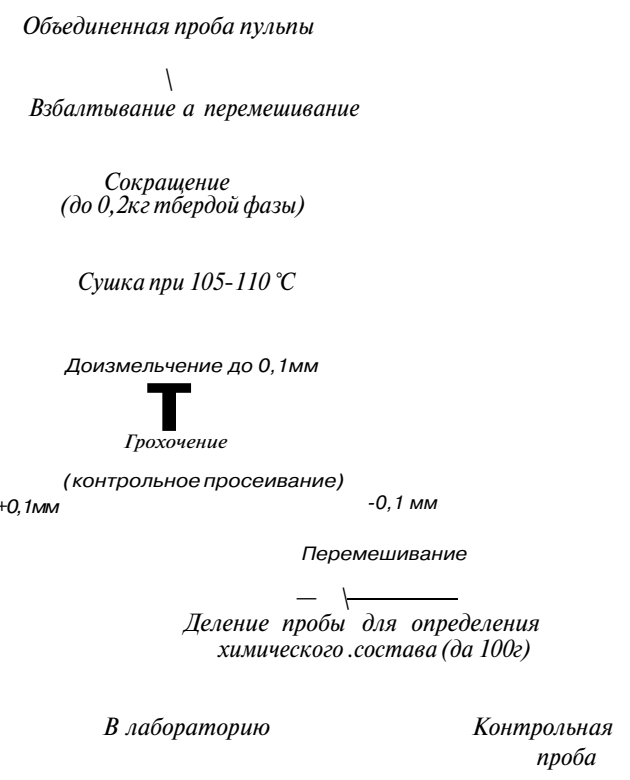 Объединенная проба пульпы
Взбалтывание а перемешивание
Сокращение
(до 0,2кг тбердой фазы)
Сушка при 105-110 °С
Доизмельчение до 0,1мм
Т
Грохочение
(контрольное просеивание)
+0,1мм
-0,1 мм
Перемешивание
Деление пробы для определения
химического .состава (да 100г)
В лабораторию
Контрольная
проба